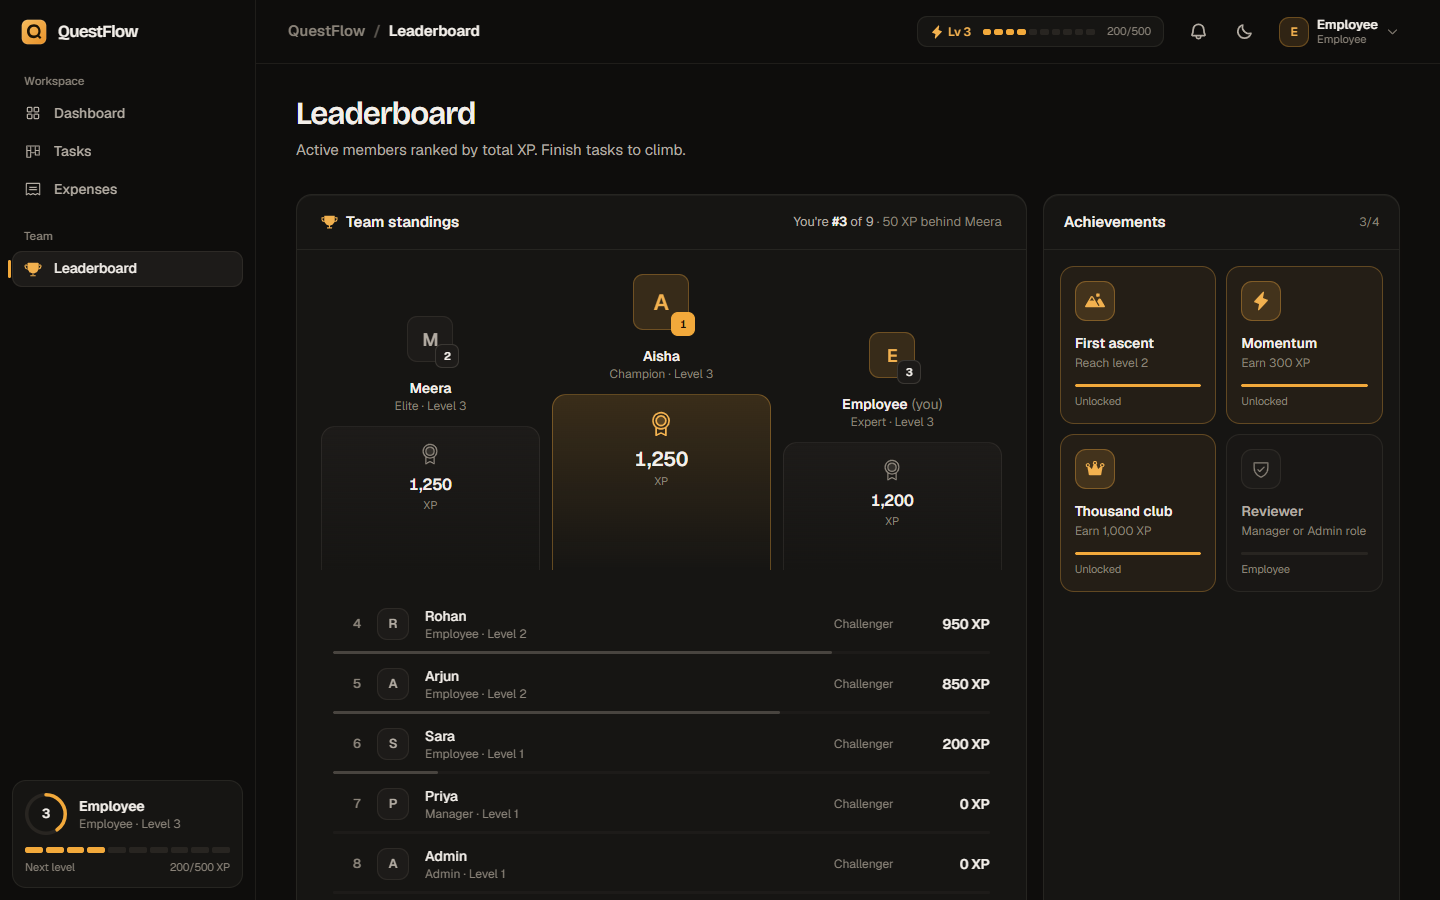 QuestFlow
Workspace
Dashboard
Tasks
Expenses
Team
Leaderboard
3
Employee
Employee · Level 3
Next level 200/500 XP
QuestFlow / Leaderboard
Lv 3 200/500
E
Employee
Employee
Leaderboard
Active members ranked by total XP. Finish tasks to climb.
Team standings
You're #3 of 9 · 50 XP behind Meera
M
2
Meera
Elite · Level 3
1,250
XP
A
1
Aisha
Champion · Level 3
1,250
XP
E
3
Employee (you)
Expert · Level 3
1,200
XP
4 R Rohan Challenger 950 XP
Employee · Level 2
5 A Arjun Challenger 850 XP
Employee · Level 2
6 S Sara Challenger 200 XP
Employee · Level 1
7 P Priya Challenger 0 XP
Manager · Level 1
8 A Admin Challenger 0 XP
Admin · Level 1
Achievements 3/4
First ascent
Reach level 2
Unlocked
Momentum
Earn 300 XP
Unlocked
Thousand club
Earn 1,000 XP
Unlocked
Reviewer
Manager or Admin role
Employee